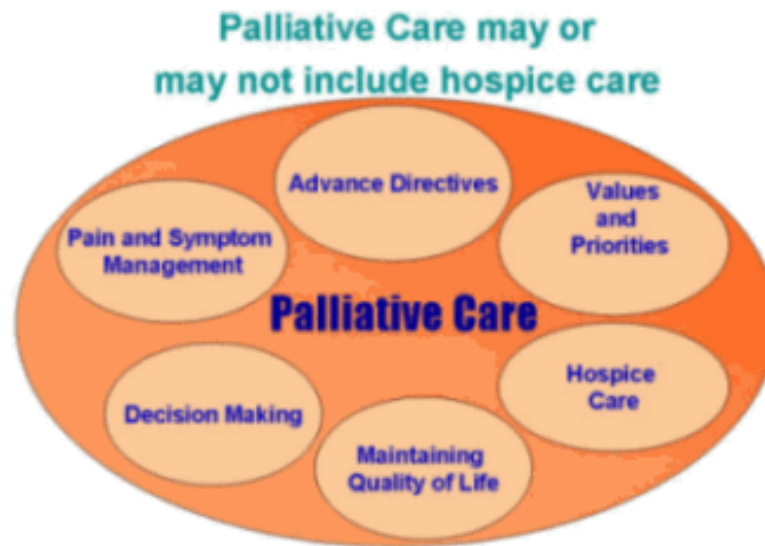 Palliative Care may or
may not include hospice care
Advance Directives
Values
and
Priorities
Pain and Symptom
Management
Palliative Care
Hospice
Care
Decision Making
Maintaining
Quality of Life